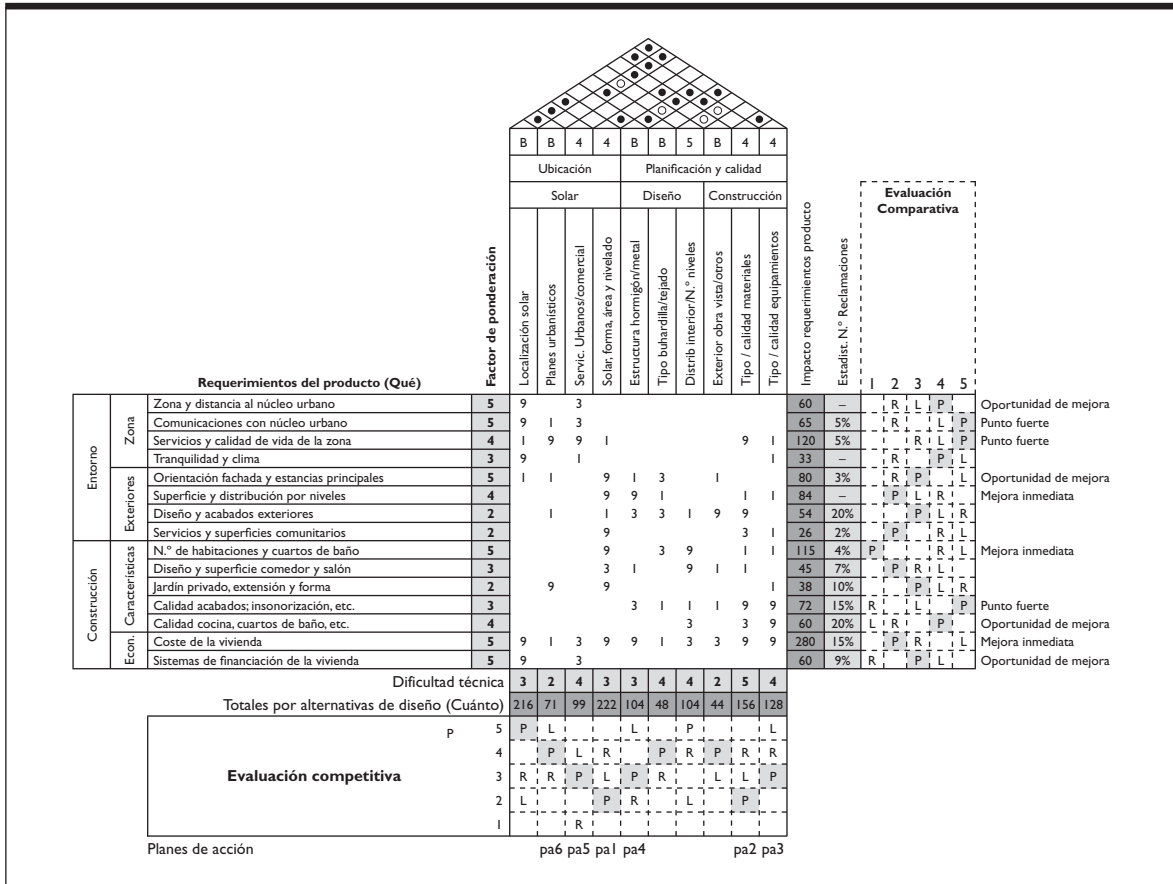 B B 4 4 B B 5 B 4 4
Ubicación Planificación y calidad
Solar Diseño Construcción
Evaluación
Comparativa
Factor de ponderación
Localización solar
Planes urbanísticos
Servic. Urbanos/comercial
Solar, forma, área y nivelado
Estructura hormigón/metal
Tipo buhardilla/tejado
Distrib interior/N.º niveles
Exterior obra vista/otros
Tipo / calidad materiales
Tipo / calidad equipamientos
Impacto requerimientos producto
Estadist. N.º Reclamaciones
Requerimientos del producto (Qué) 1 2 3 4 5
Entorno
Zona
Zona y distancia al núcleo urbano 5 9 3 60 – R L P Oportunidad de mejora
Comunicaciones con núcleo urbano 5 9 1 3 65 5% R L P Punto fuerte
Servicios y calidad de vida de la zona 4 1 9 9 1 9 1 120 5% R L P Punto fuerte
Tranquilidad y clima 3 9 1 1 33 – R P L
Exteriores
Orientación fachada y estancias principales 5 1 1 9 1 3 1 80 3% R P L Oportunidad de mejora
Superficie y distribución por niveles 4 9 9 1 1 1 84 – P L R Mejora inmediata
Diseño y acabados exteriores 2 1 1 3 3 1 9 9 54 20% P L R
Servicios y superficies comunitarios 2 9 3 1 26 2% P R L
Construcción
Características
N.º de habitaciones y cuartos de baño 5 9 3 9 1 1 115 4% P R L Mejora inmediata
Diseño y superficie comedor y salón 3 3 1 9 1 1 45 7% P R L
Jardín privado, extensión y forma 2 9 9 1 38 10% P L R
Calidad acabados; insonorización, etc. 3 3 1 1 1 9 9 72 15% R L P Punto fuerte
Calidad cocina, cuartos de baño, etc. 4 3 3 9 60 20% L R P Oportunidad de mejora
Econ.
Coste de la vivienda 5 9 1 3 9 9 1 3 3 9 9 280 15% P R L Mejora inmediata
Sistemas de financiación de la vivienda 5 9 3 60 9% R P L Oportunidad de mejora
Dificultad técnica 3 2 4 3 3 4 4 2 5 4
Totales por alternativas de diseño (Cuánto) 216 71 99 222 104 48 104 44 156 128
P 5 P L L P L
4 P L R P R P R R
Evaluación competitiva 3 R R P L P R L L P
2 L P R L P
1 R
Planes de acción pa6 pa5 pa1 pa4 pa2 pa3